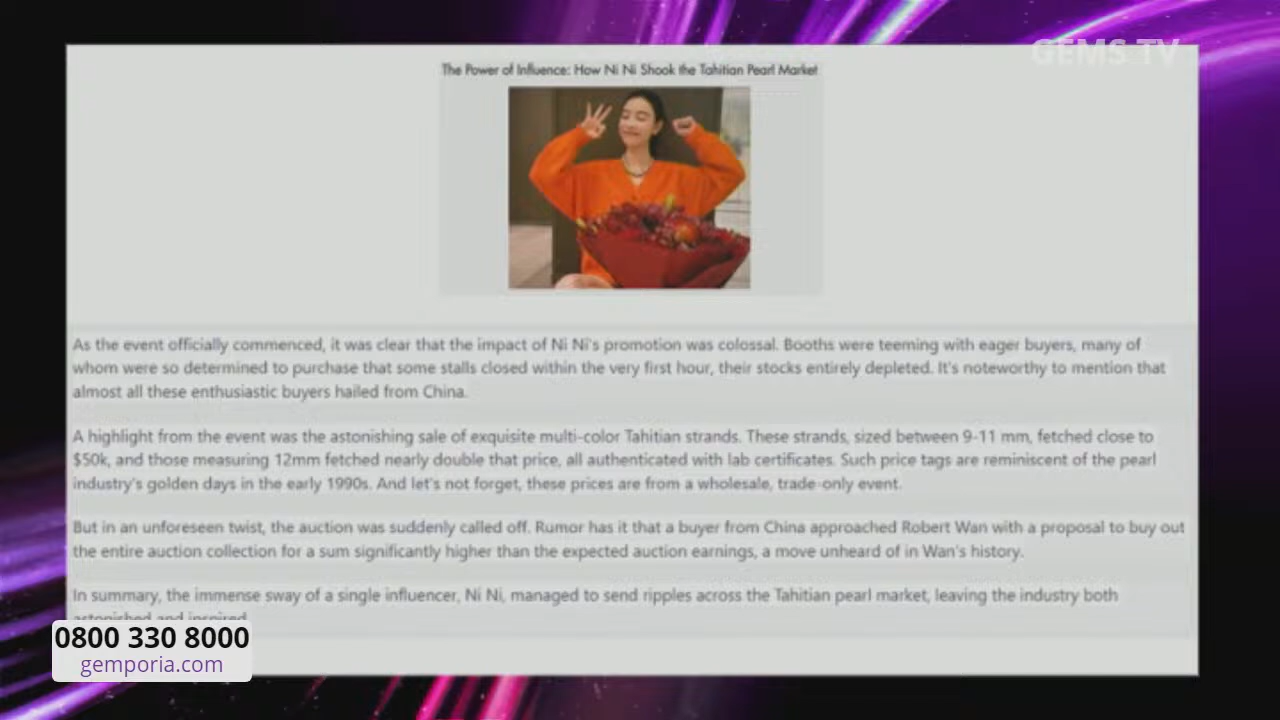 GEMS TV
The Power of Influence: How Ni Ni Shook the Tahitian Pearl Market
As the event officially commenced, it was clear that the impact of Ni Ni's promotion was colossal. Booths were teeming with eager buyers, many of
whom were so determined to purchase that some stalls closed within the very first hour, their stocks entirely depleted. It's noteworthy to mention that
almost all these enthusiastic buyers hailed from China.
A highlight from the event was the astonishing sale of exquisite multi-color Tahitian strands. These strands, sized between 9-11 mm, fetched close to
$50k, and those measuring 12mm fetched nearly double that price, all authenticated with lab certificates. Such price tags are reminiscent of the pearl
industry's golden days in the early 1990s. And let's not forget, these prices are from a wholesale, trade-only event.
But in an unforeseen twist, the auction was suddenly called off. Rumor has it that a buyer from China approached Robert Wan with a proposal to buy out
the entire auction collection for a sum significantly higher than the expected auction earnings, a move unheard of in Wan's history.
In summary, the immense sway of a single influencer, Ni Ni, managed to send ripples across the Tahitian pearl market, leaving the industry both
astonished and inspired
0800 330 8000
gemporia.com